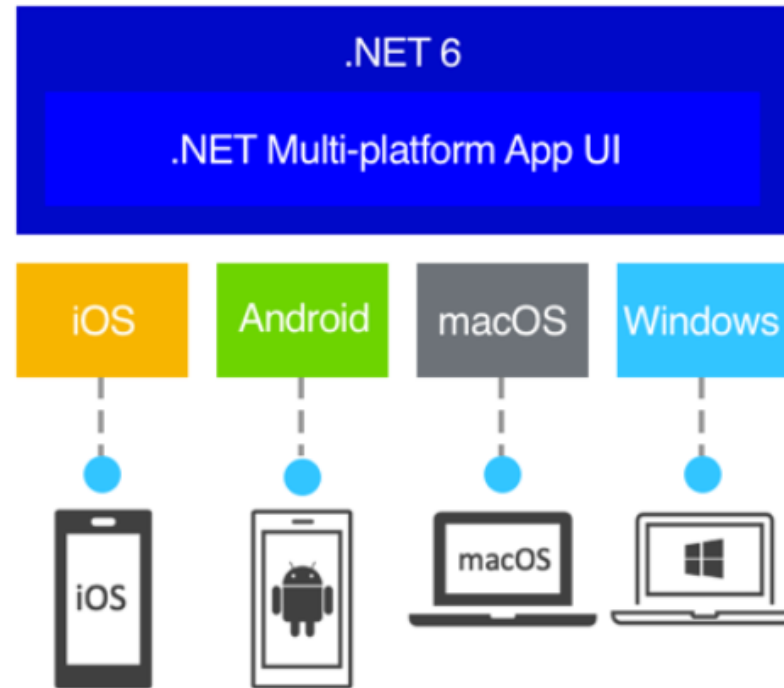 .NET 6
.NET Multi-platform App UI
iOS
Android
macOS
Windows
iOS
macOS